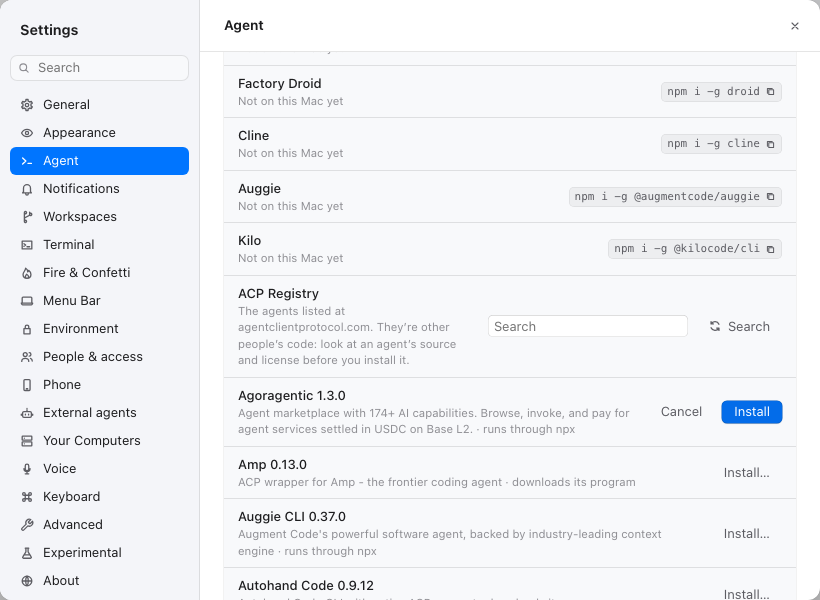 Settings
Search
General
Appearance
Agent
Notifications
Workspaces
Terminal
Fire & Confetti
Menu Bar
Environment
People & access
Phone
External agents
Your Computers
Voice
Keyboard
Advanced
Experimental
About
Agent
Factory Droid
Not on this Mac yet
npm i -g droid
Cline
Not on this Mac yet
npm i -g cline
Auggie
Not on this Mac yet
npm i -g @augmentcode/auggie
Kilo
Not on this Mac yet
npm i -g @kilocode/cli
ACP Registry
The agents listed at
agentclientprotocol.com. They're other
people's code: look at an agent's source
and license before you install it.
Search
Search
Agoragentic 1.3.0
Agent marketplace with 174+ AI capabilities. Browse, invoke, and pay for
agent services settled in USDC on Base L2. · runs through npx
Cancel
Install
Amp 0.13.0
ACP wrapper for Amp - the frontier coding agent · downloads its program
Install...
Auggie CLI 0.37.0
Augment Code's powerful software agent, backed by industry-leading context
engine · runs through npx
Install...
Autohand Code 0.9.12
Install...